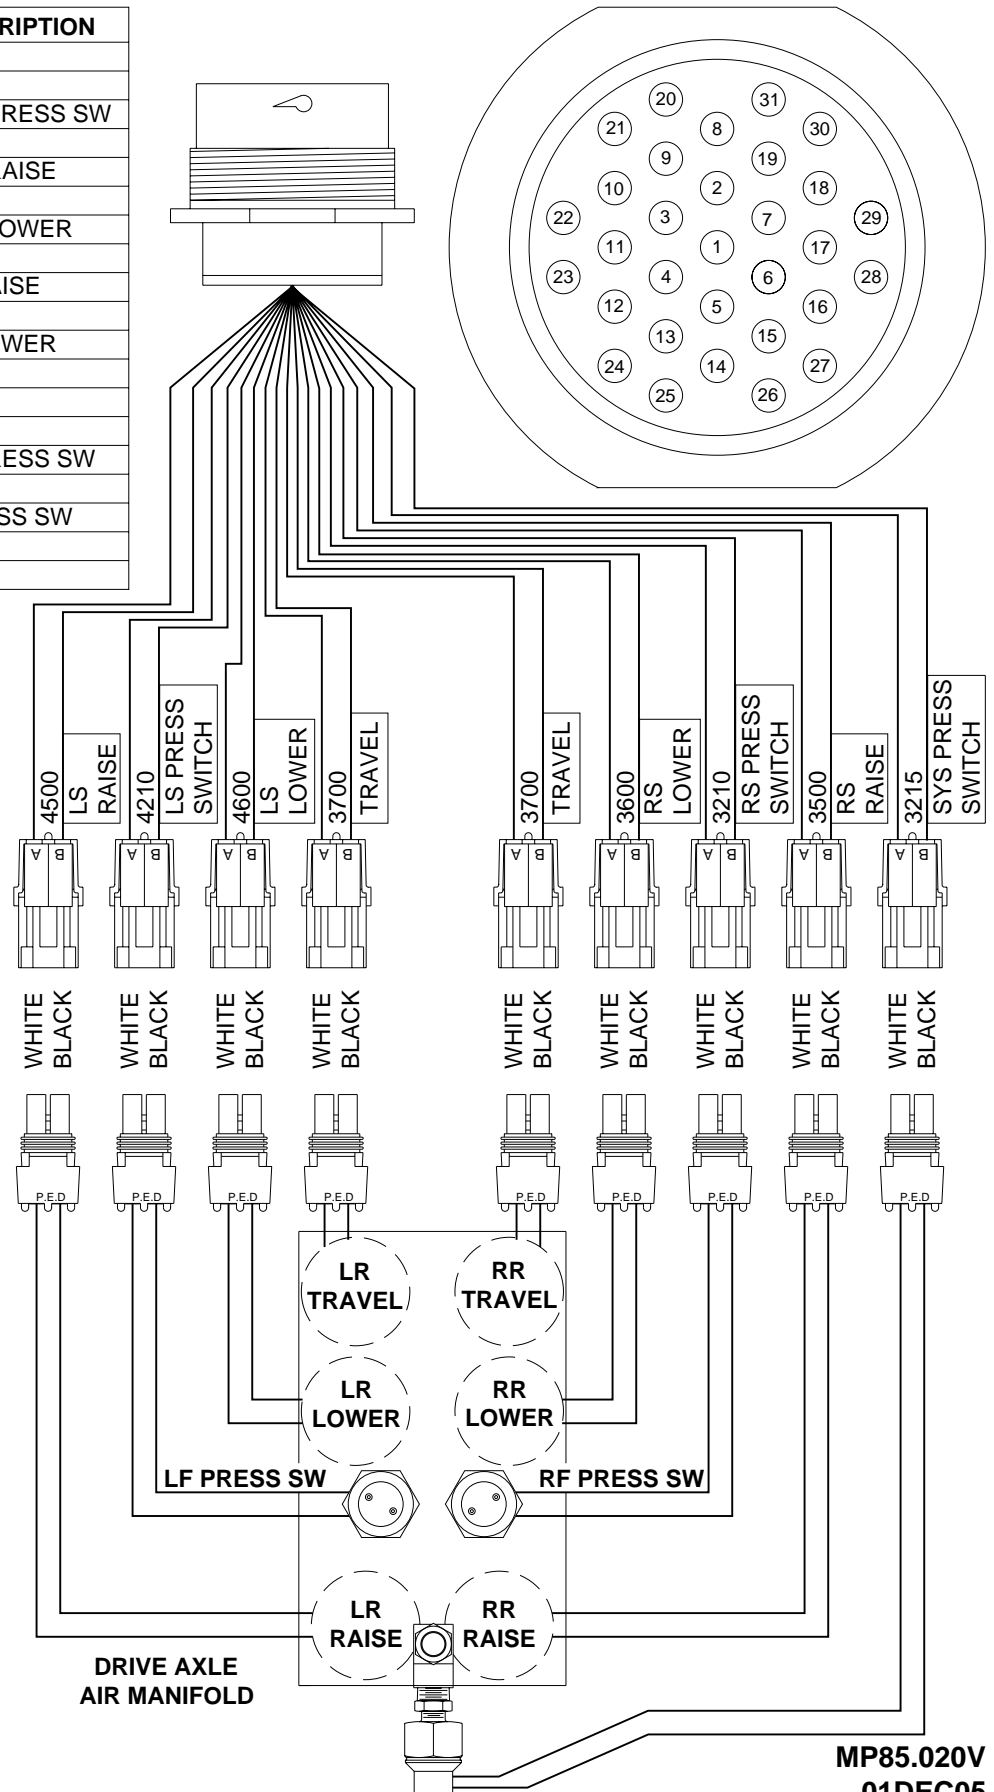 RIPTION
RESS SW
AISE
OWER
ISE
WER
RESS SW
SS SW
20
31
21
8
30
9
19
10
2
18
22
3
7
29
11
1
17
23
4
6
28
12
5
16
13
15
24
14
27
25
26
4500
LS
RAISE
4210
LS PRESS
SWITCH
4600
LS
LOWER
3700
TRAVEL
3700
TRAVEL
3600
RS
LOWER
3210
RS PRESS
SWITCH
3500
RS
RAISE
3215
SYS PRESS
SWITCH
A B
A B
A B
A B
A B
A B
A B
A B
A B
WHITE
BLACK
WHITE
BLACK
WHITE
BLACK
WHITE
BLACK
WHITE
BLACK
WHITE
BLACK
WHITE
BLACK
WHITE
BLACK
WHITE
BLACK
P.E.D
P.E.D
P.E.D
P.E.D
P.E.D
P.E.D
P.E.D
P.E.D
P.E.D
LR
TRAVEL
RR
TRAVEL
LR
LOWER
RR
LOWER
LF PRESS SW
RF PRESS SW
LR
RAISE
RR
RAISE
DRIVE AXLE
AIR MANIFOLD
MP85.020V
01DEC05